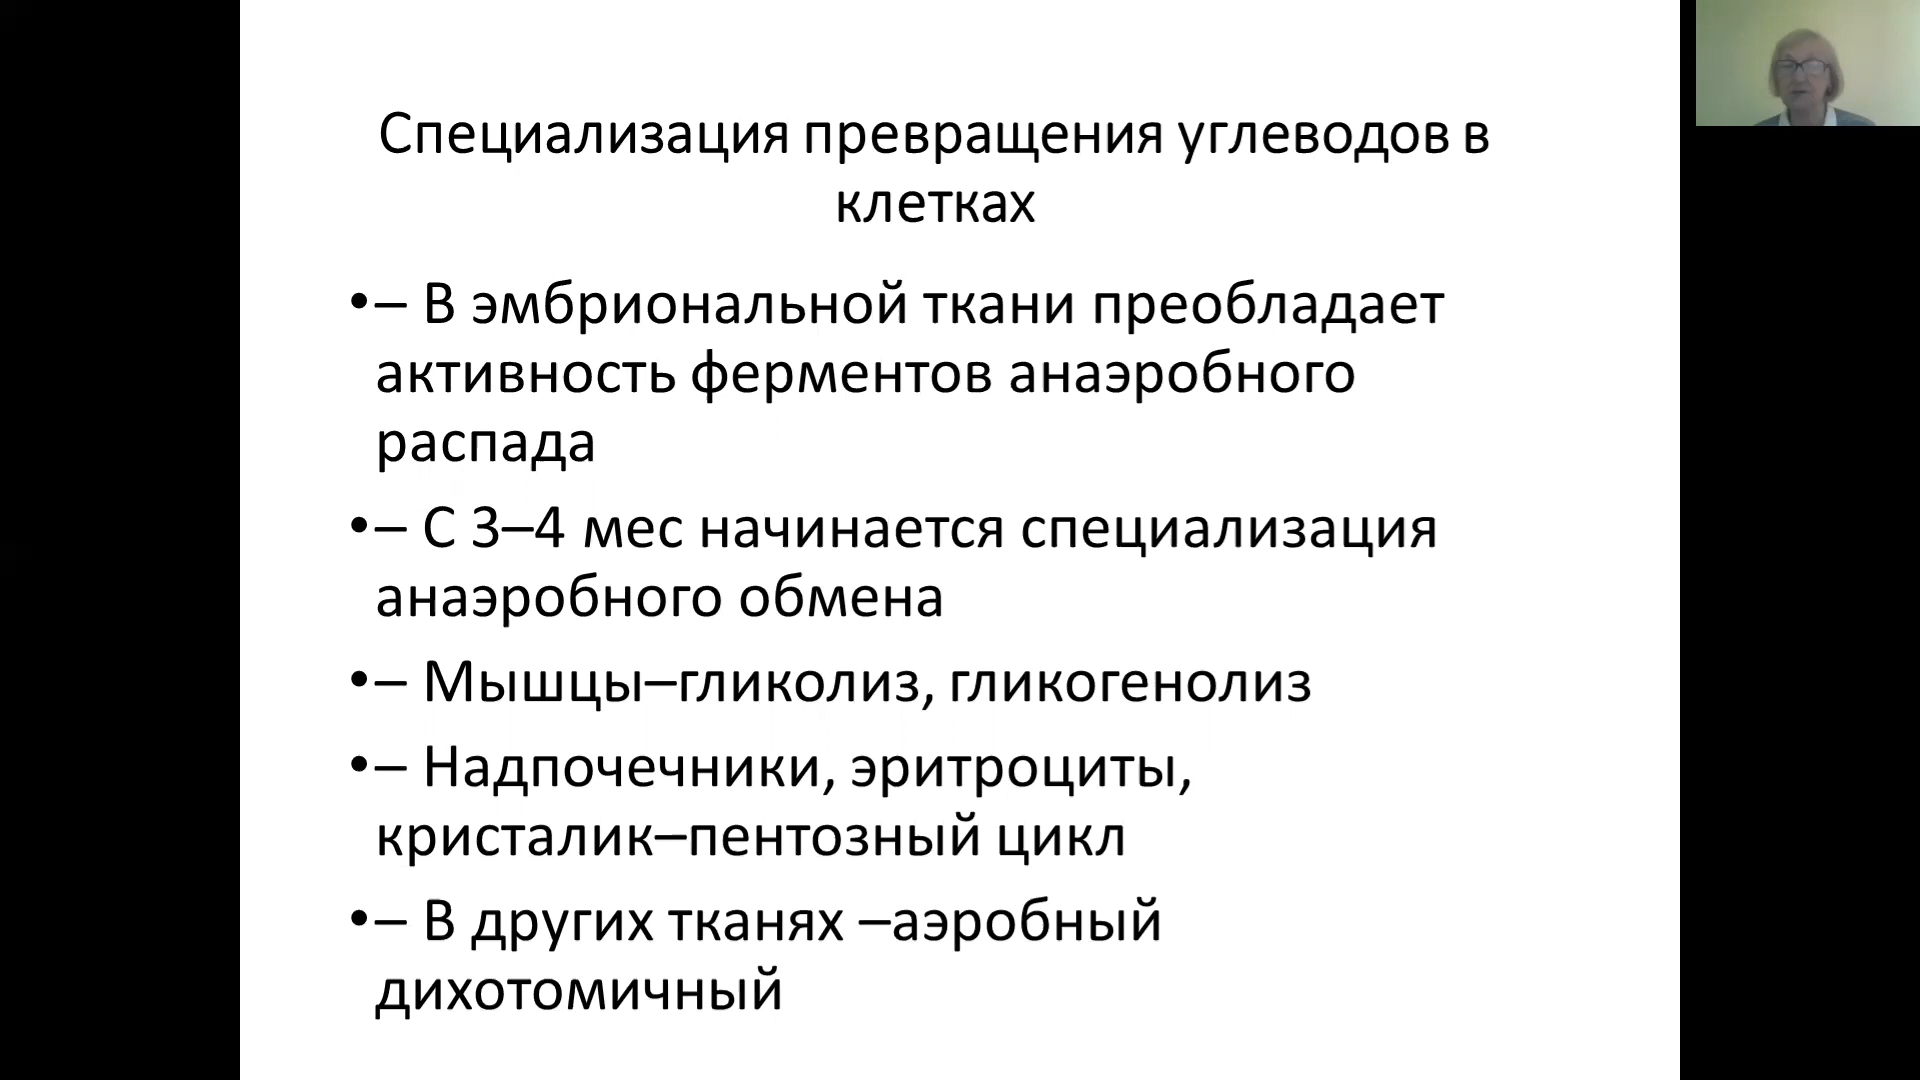 Специализация превращения углеводов в
клетках
•– В эмбриональной ткани преобладает
активность ферментов анаэробного
распада
•– С 3–4 мес начинается специализация
анаэробного обмена
•– Мышцы–гликолиз, гликогенолиз
•– Надпочечники, эритроциты,
кристалик–пентозный цикл
•– В других тканях –аэробный
дихотомичный